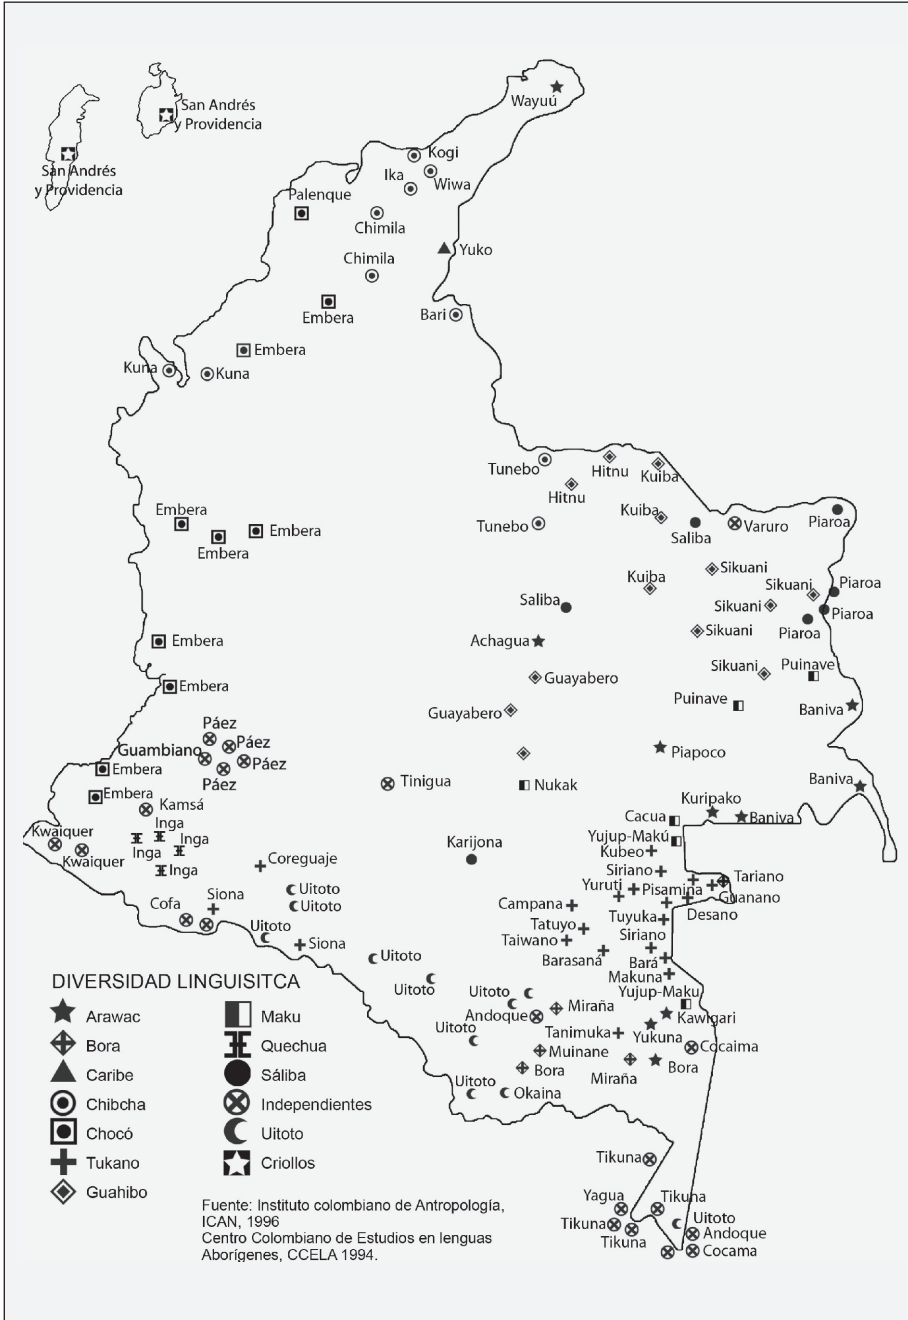 San Andrés
y Providencia
San Andrés
y Providencia
Wayuú
Kogi
Ika
Wiwa
Palenque
Chimila
Yuko
Chimila
Embera
Bari
Embera
Kuna
Kuna
Tunebo
Hitnu
Kuiba
Hitnu
Embera
Embera
Embera
Tunebo
Kuiba
Saliba
Varuro
Piaroa
Sikuani
Kuiba
Sikuani
Piaroa
Saliba
Sikuani
Piaroa
Piaroa
Embera
Achagua
Sikuani
Embera
Guayabero
Sikuani
Puinave
Guayabero
Puinave
Baniva
Páez
Páez
Guambiano
Páez
Páez
Piapoco
Embera
Tinigua
Nukak
Baniva
Embera
Kamsá
Kuripako
Baniva
Inga
Cacua
Kwaiquer
Inga
Yujup-Makú
Kwaiquer
Inga
Karijona
Kubeo
Inga
Coreguaje
Siriano
Tariano
Uitoto
Yuruti
Pisamina
Guanano
Siona
Cofa
Uitoto
Campana
Desano
Tuyuka
Uitoto
Siona
Tatuyo
Taiwano
Siriano
Barasaná
Bará
Uitoto
Makuna
Uitoto
Uitoto
Yujup-Maku
Miraña
Andoque
Kawigari
Uitoto
Tanimuka
Yukuna
Cocaima
Muinane
Bora
Miraña
Bora
Uitoto
Okaina
Tikuna
Yagua
Tikuna
Tikuna
Uitoto
Tikuna
Andoque
Cocama
DIVERSIDAD LINGUISITCA
Arawac
Bora
Caribe
Chibcha
Chocó
Tukano
Guahibo
Maku
Quechua
Sáliba
Independientes
Uitoto
Criollos
Fuente: Instituto colombiano de Antropología,
ICAN, 1996
Centro Colombiano de Estudios en lenguas
Aborígenes, CCELA 1994.